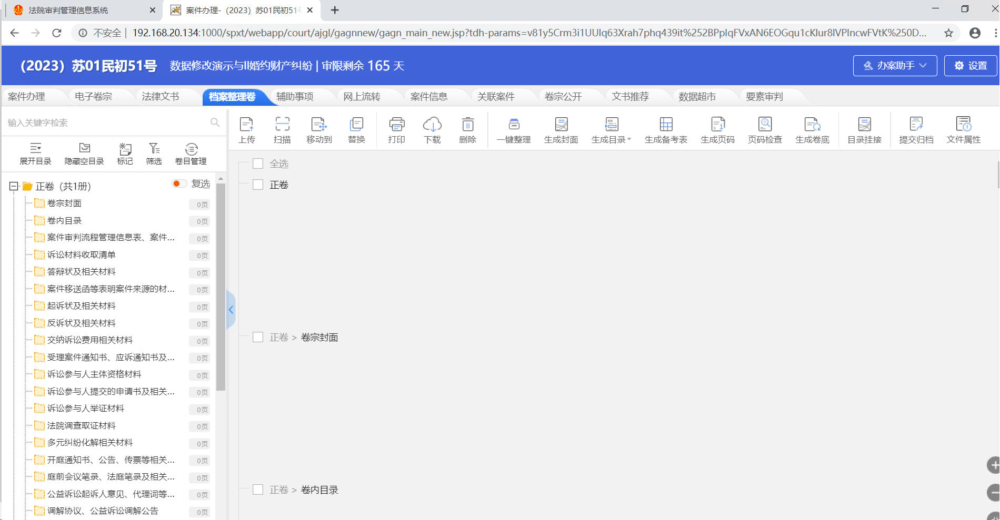 法院审判管理信息系统
案件办理-（2023）苏01民初51号
不安全 | 192.168.20.134:1000/spxt/webapp/court/ajgl/gagnnew/gagn_main_new.jsp?tdh-params=v81y5Crm3i1UUIq63Xrah7phq439it%252BPpIqFVxAN6EOGqu1cKlur8IVPIncwFVtK%250D...
（2023）苏01民初51号 数据修改演示与II婚约财产纠纷 | 审限剩余 165 天
办案助手
设置
案件办理 电子卷宗 法律文书 档案整理卷 辅助事项 网上流转 案件信息 关联案件 卷宗公开 文书推荐 数据超市 要素审判
输入关键字检索
上传 扫描 移动到 替换 打印 下载 删除 一键整理 生成封面 生成目录 生成备考表 生成页码 页码检查 生成卷底 目录挂接 提交归档 文件属性
展开目录 隐藏空目录 标记 筛选 卷目管理
正卷（共1册） 复选
卷宗封面 0页
卷内目录 0页
案件审判流程管理信息表、案件... 0页
诉讼材料收取清单 0页
答辩状及相关材料 0页
案件移送函等表明案件来源的材... 0页
起诉状及相关材料 0页
反诉状及相关材料 0页
交纳诉讼费用相关材料 0页
受理案件通知书、应诉通知书及... 0页
诉讼参与人主体资格材料 0页
诉讼参与人提交的申请书及相关... 0页
诉讼参与人举证材料 0页
法院调查取证材料 0页
多元纠纷化解相关材料 0页
开庭通知书、公告、传票等相关... 0页
庭前会议笔录、法庭笔录及相关... 0页
公益诉讼起诉人意见、代理词等... 0页
调解协议、公益诉讼调解公告 0页
全选
正卷
正卷 > 卷宗封面
正卷 > 卷内目录